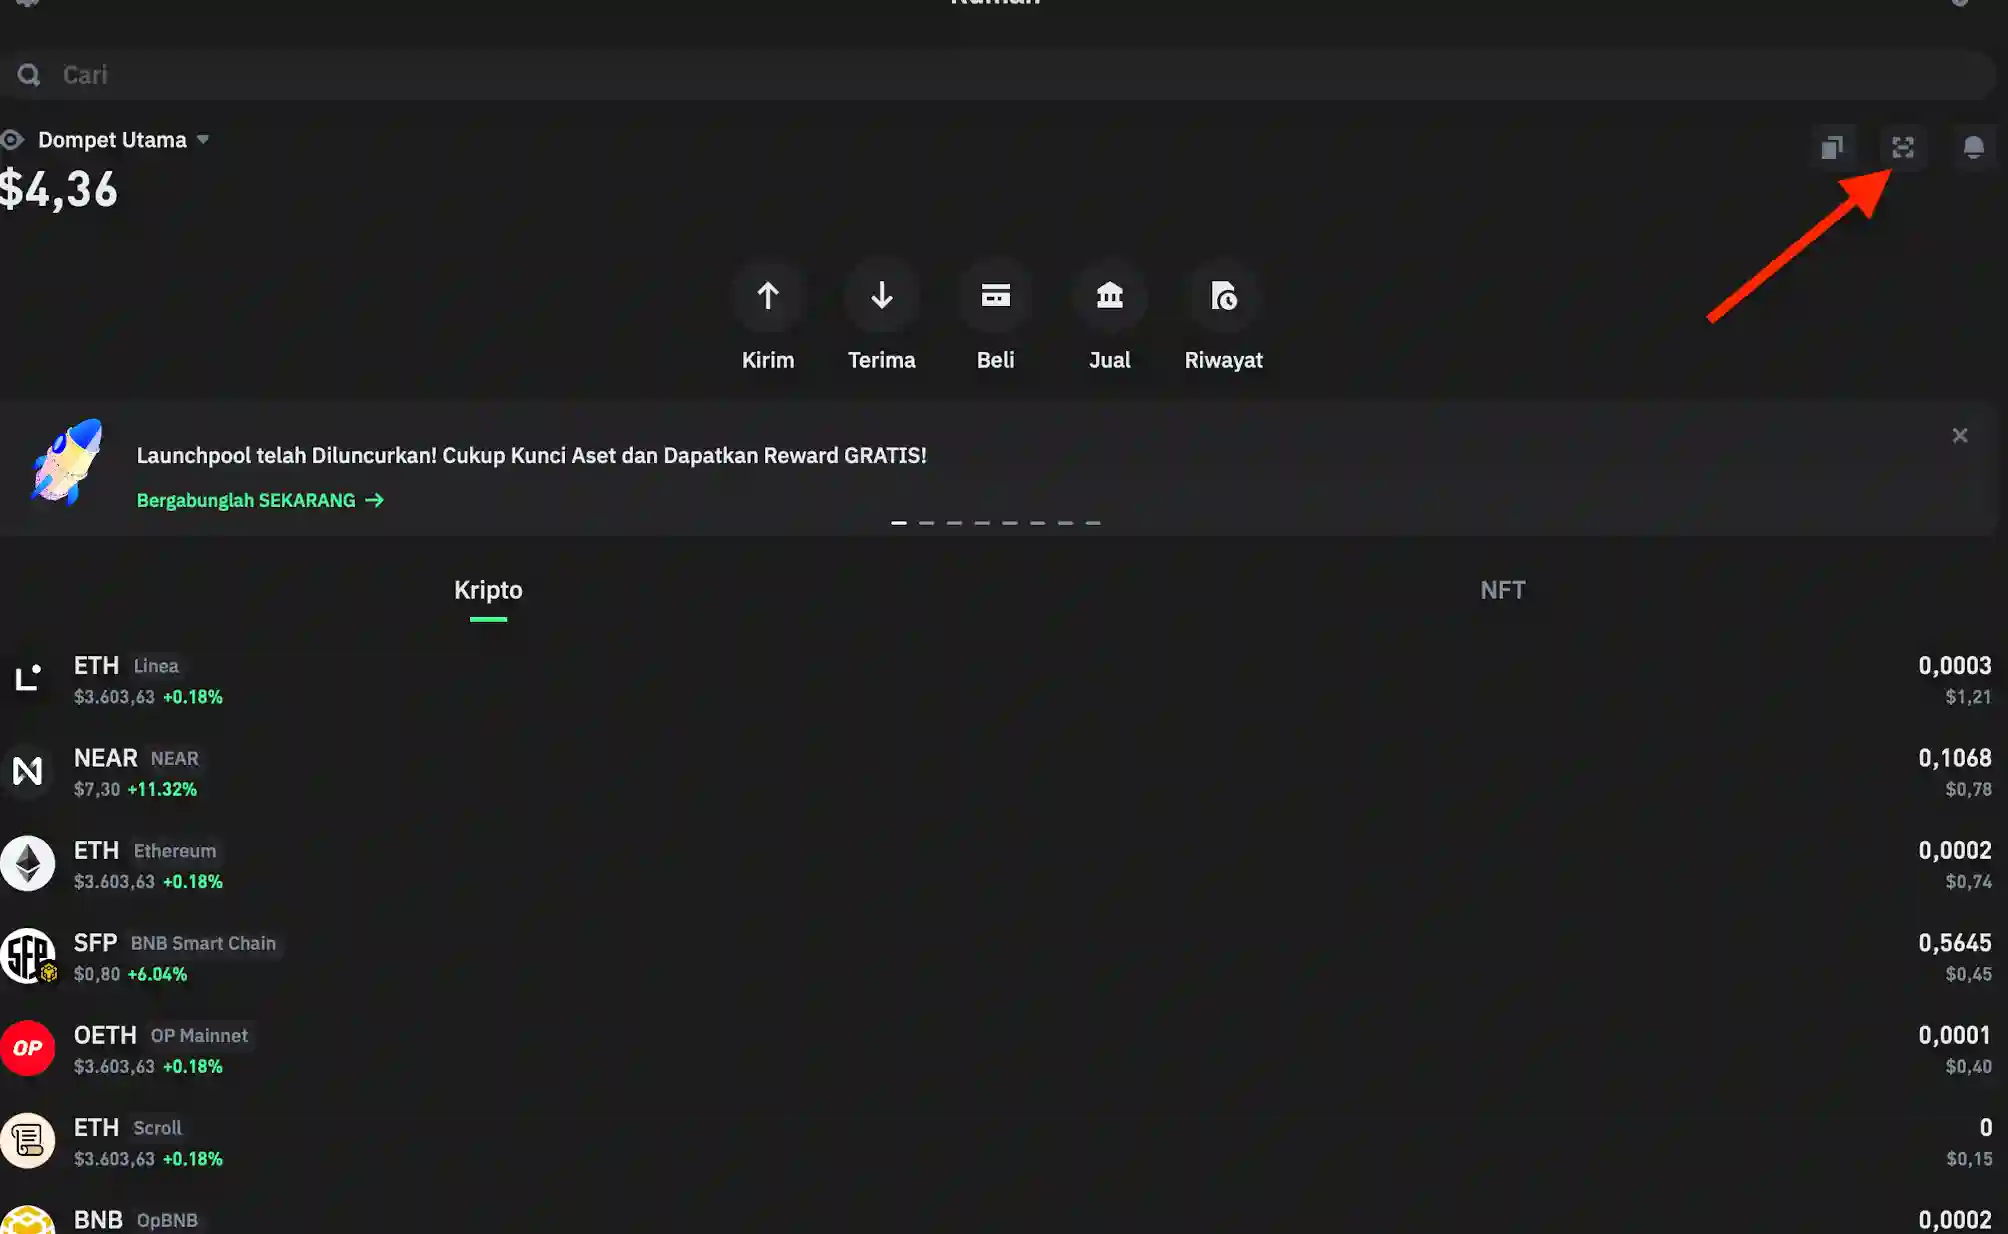 Cari
Dompet Utama
$4,36
Kirim
Terima
Beli
Jual
Riwayat
Launchpool telah Diluncurkan! Cukup Kunci Aset dan Dapatkan Reward GRATIS!
Bergabunglah SEKARANG →
Kripto
NFT
ETH Linea 0,0003
$3.603,63 +0.18% $1,21
NEAR NEAR 0,1068
$7,30 +11.32% $0,78
ETH Ethereum 0,0002
$3.603,63 +0.18% $0,74
SFP BNB Smart Chain 0,5645
$0,80 +6.04% $0,45
OETH OP Mainnet 0,0001
$3.603,63 +0.18% $0,40
ETH Scroll 0
$3.603,63 +0.18% $0,15
BNB OpBNB 0,0002